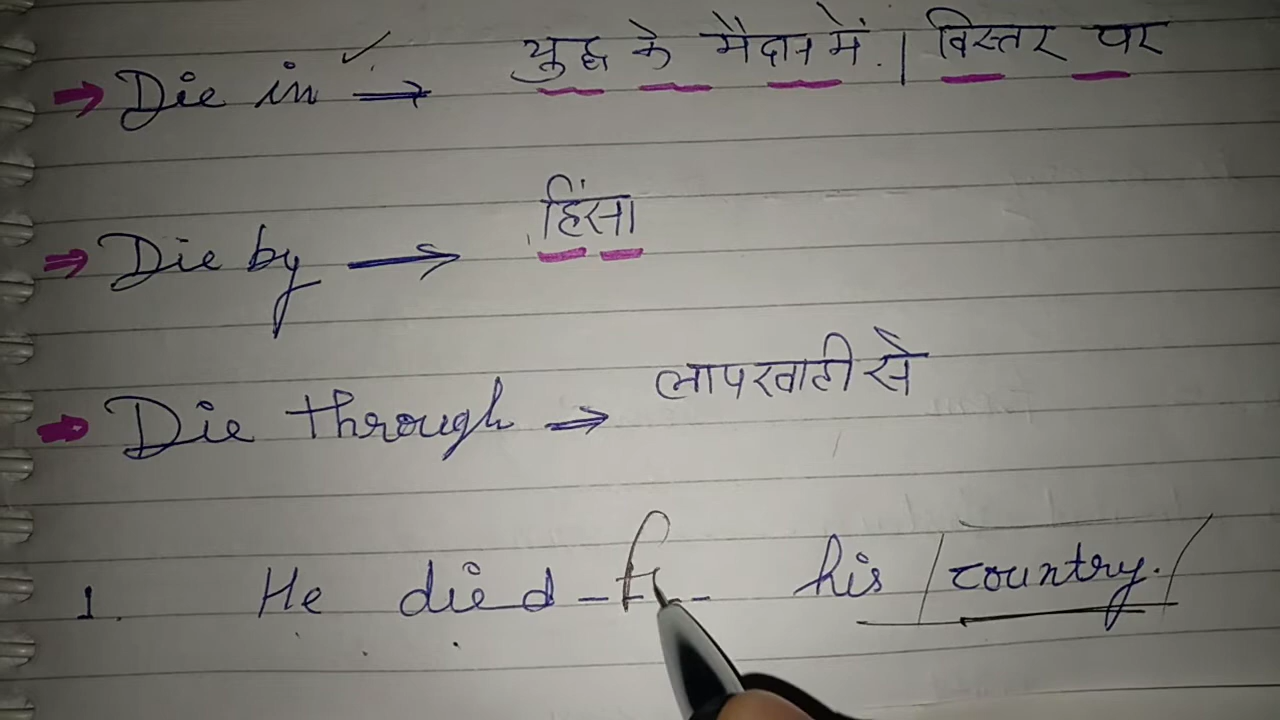 ⇒ Die in ✓ → युद्ध के मैदान में. | बिस्तर पर
⇒ Die by → हिंसा
⇒ Die through → लापरवाही से
1. He died _ fo _ his /country./